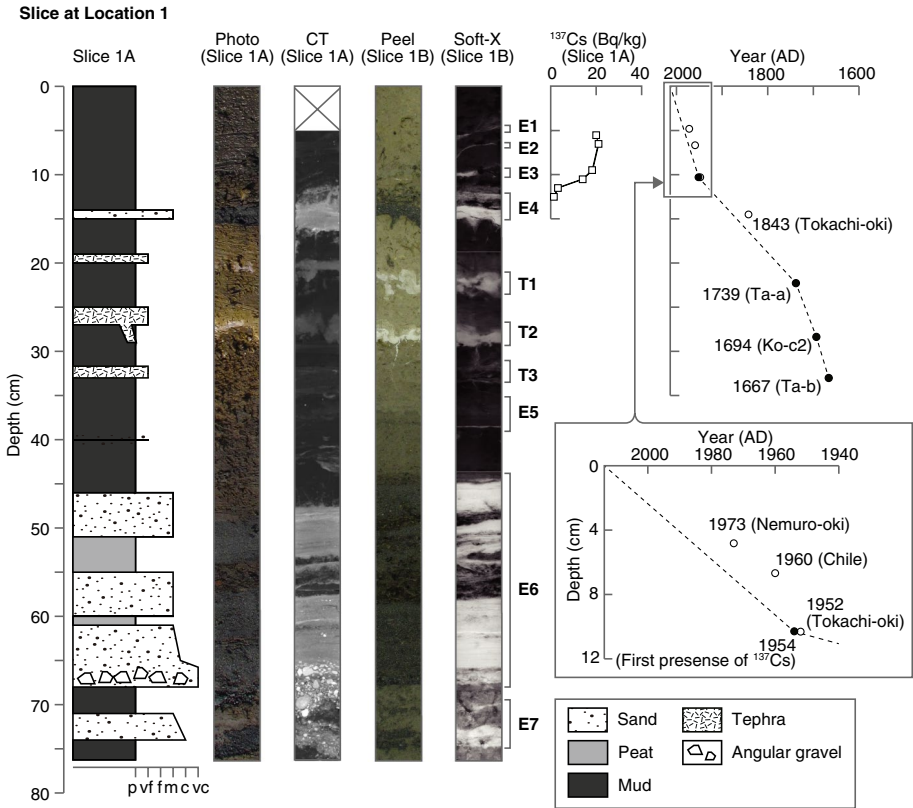 Slice at Location 1
Slice 1A
Photo
(Slice 1A)
CT
(Slice 1A)
Peel
(Slice 1B)
Soft-X
(Slice 1B)
137Cs (Bq/kg)
(Slice 1A)
0 20 40
Year (AD)
2000 1800 1600
Depth (cm)
0
10
20
30
40
50
60
70
80
p vf f m c vc
E1
E2
E3
E4
T1
T2
T3
E5
E6
E7
1843 (Tokachi-oki)
1739 (Ta-a)
1694 (Ko-c2)
1667 (Ta-b)
Year (AD)
2000 1980 1960 1940
Depth (cm)
0
4
8
12
1973 (Nemuro-oki)
1960 (Chile)
1952
(Tokachi-oki)
1954
(First presense of 137Cs)
Sand
Tephra
Peat
Angular gravel
Mud